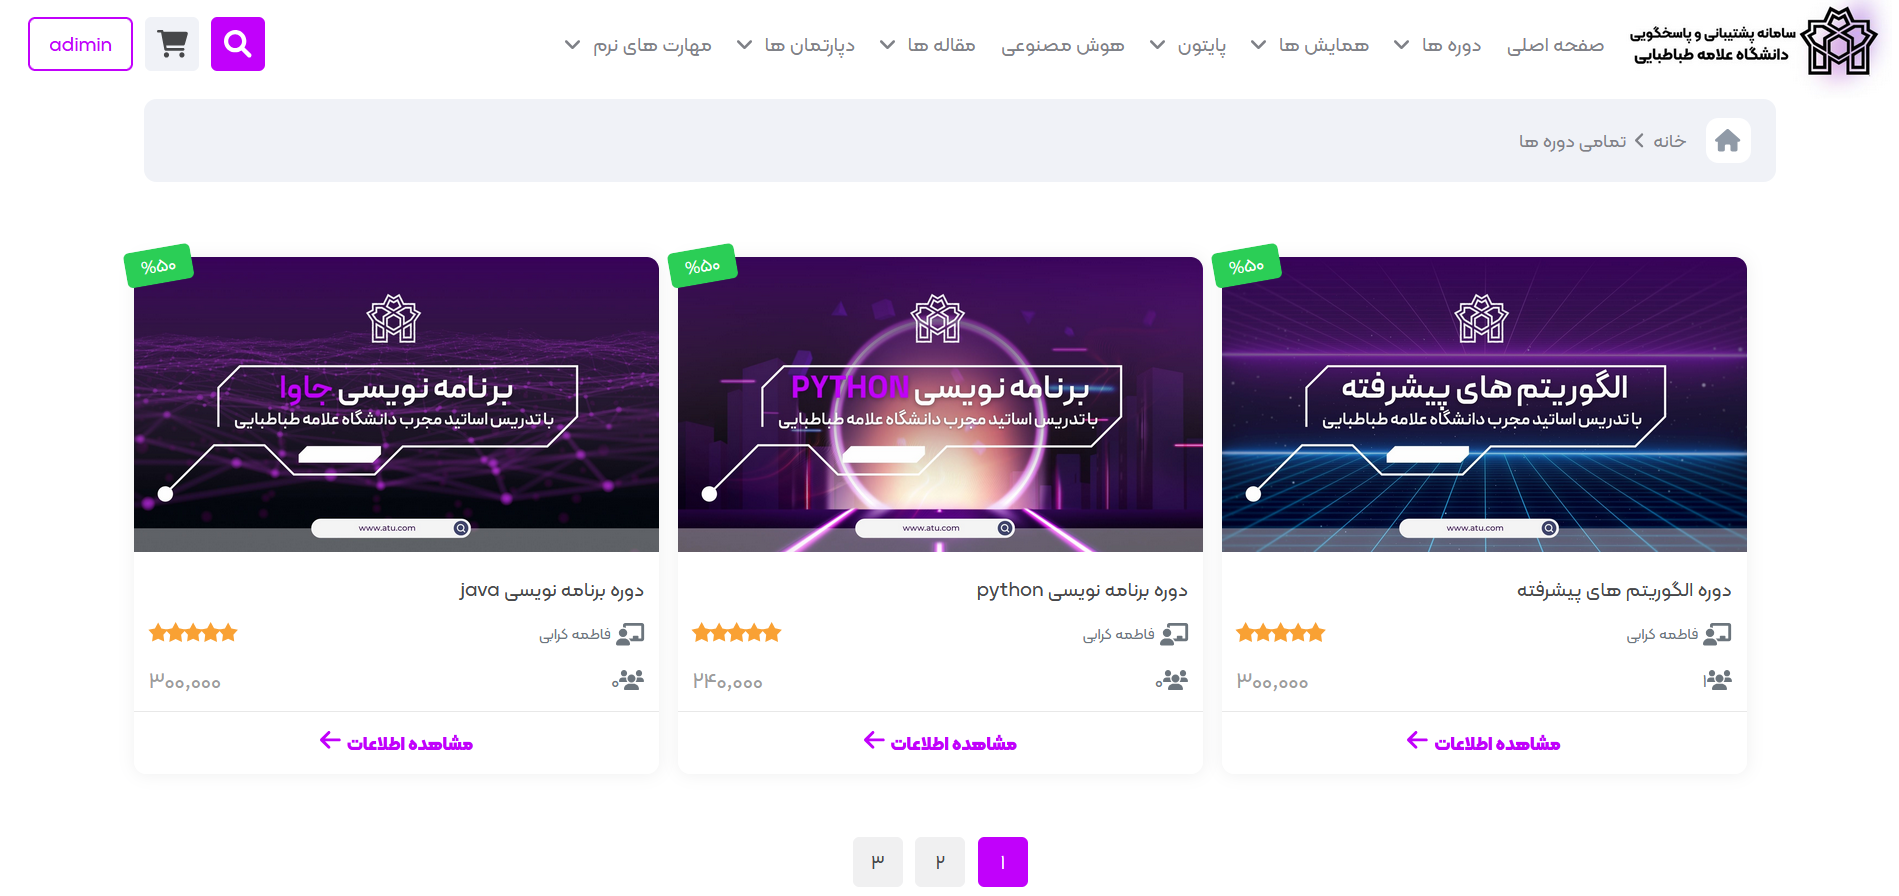 سامانه پشتیبانی و پاسخگویی
دانشگاه علامه طباطبایی
صفحه اصلی
دوره ها
همایش ها
پایتون
هوش مصنوعی
مقاله ها
دپارتمان ها
مهارت های نرم
adimin
خانه
تمامی دوره ها
%۵۰
الگوریتم های پیشرفته
با تدریس اساتید مجرب دانشگاه علامه طباطبایی
www.atu.com
دوره الگوریتم های پیشرفته
فاطمه کرابی
۱
۳۰۰,۰۰۰
مشاهده اطلاعات
%۵۰
برنامه نویسی PYTHON
با تدریس اساتید مجرب دانشگاه علامه طباطبایی
www.atu.com
دوره برنامه نویسی python
فاطمه کرابی
۰
۲۴۰,۰۰۰
مشاهده اطلاعات
%۵۰
برنامه نویسی جاوا
با تدریس اساتید مجرب دانشگاه علامه طباطبایی
www.atu.com
دوره برنامه نویسی java
فاطمه کرابی
۰
۳۰۰,۰۰۰
مشاهده اطلاعات
۱
۲
۳